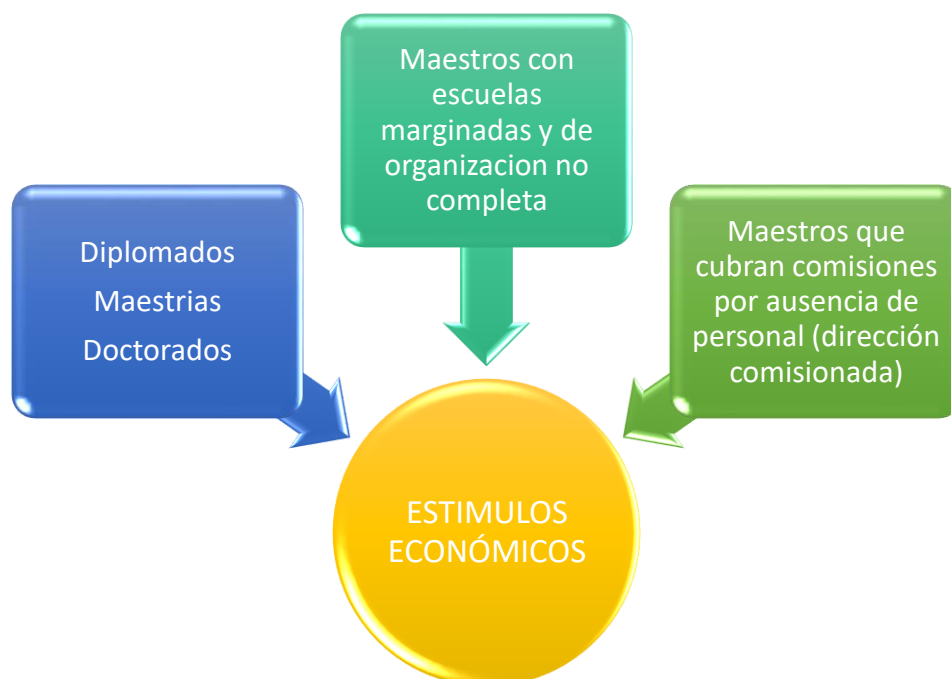 Maestros con
escuelas
marginadas y de
organizacion no
completa
Diplomados
Maestrias
Doctorados
Maestros que
cubran comisiones
por ausencia de
personal (dirección
comisionada)
ESTIMULOS
ECONÓMICOS